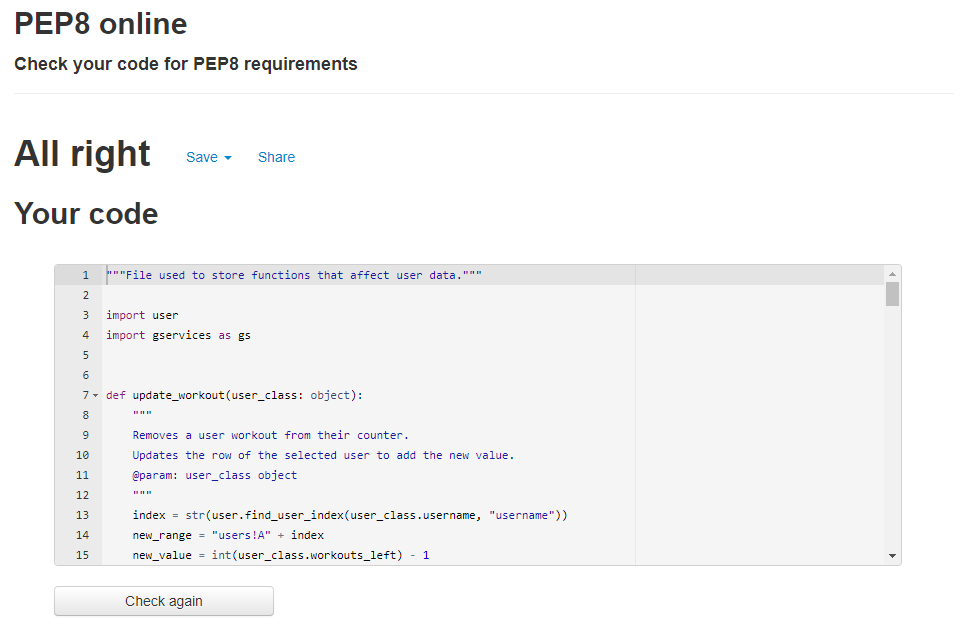 PEP8 online
Check your code for PEP8 requirements
All right Save Share
Your code
1 """File used to store functions that affect user data."""
2
3 import user
4 import gservices as gs
5
6
7 def update_workout(user_class: object):
8     """
9     Removes a user workout from their counter.
10     Updates the row of the selected user to add the new value.
11     @param: user_class object
12     """
13     index = str(user.find_user_index(user_class.username, "username"))
14     new_range = "users!A" + index
15     new_value = int(user_class.workouts_left) - 1
Check again